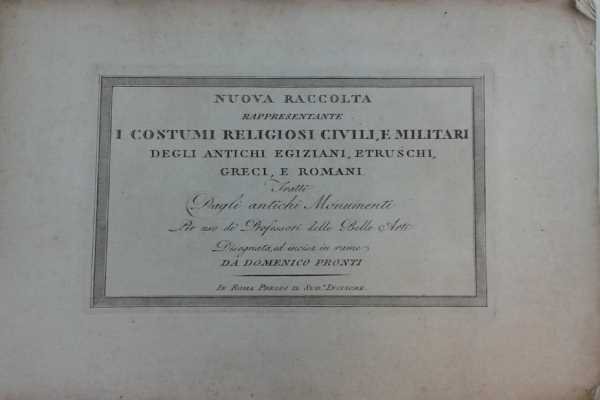 NUOVA RACCOLTA
RAPPRESENTANTE
I COSTUMI RELIGIOSI CIVILI, E MILITARI
DEGLI ANTICHI EGIZIANI, ETRUSCHI,
GRECI, E ROMANI
Tratti
Dagli antichi Monumenti
Per uso de' Professori delle Belle Arti
Disegnata, ed incisa in rame
DA DOMENICO PRONTI
IN ROMA PRESSO IL SUD.º INCISORE.